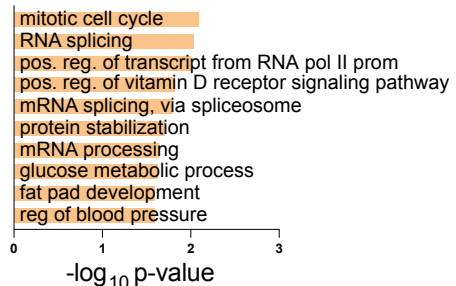 mitotic cell cycle
RNA splicing
pos. reg. of transcript from RNA pol II prom
pos. reg. of vitamin D receptor signaling pathway
mRNA splicing, via spliceosome
protein stabilization
mRNA processing
glucose metabolic process
fat pad development
reg of blood pressure
0 1 2 3
-log10 p-value